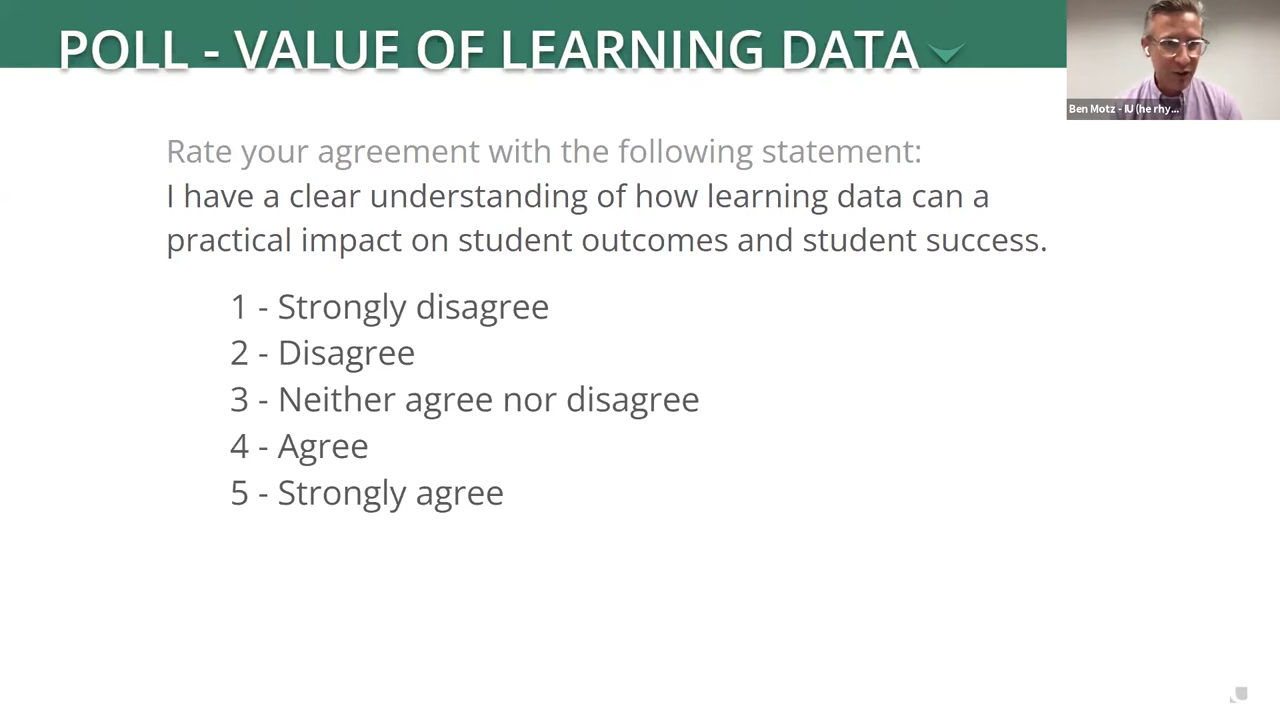 POLL - VALUE OF LEARNING DATA
Ben Motz - IU (he rhy...
Rate your agreement with the following statement:
I have a clear understanding of how learning data can a
practical impact on student outcomes and student success.
1 - Strongly disagree
2 - Disagree
3 - Neither agree nor disagree
4 - Agree
5 - Strongly agree